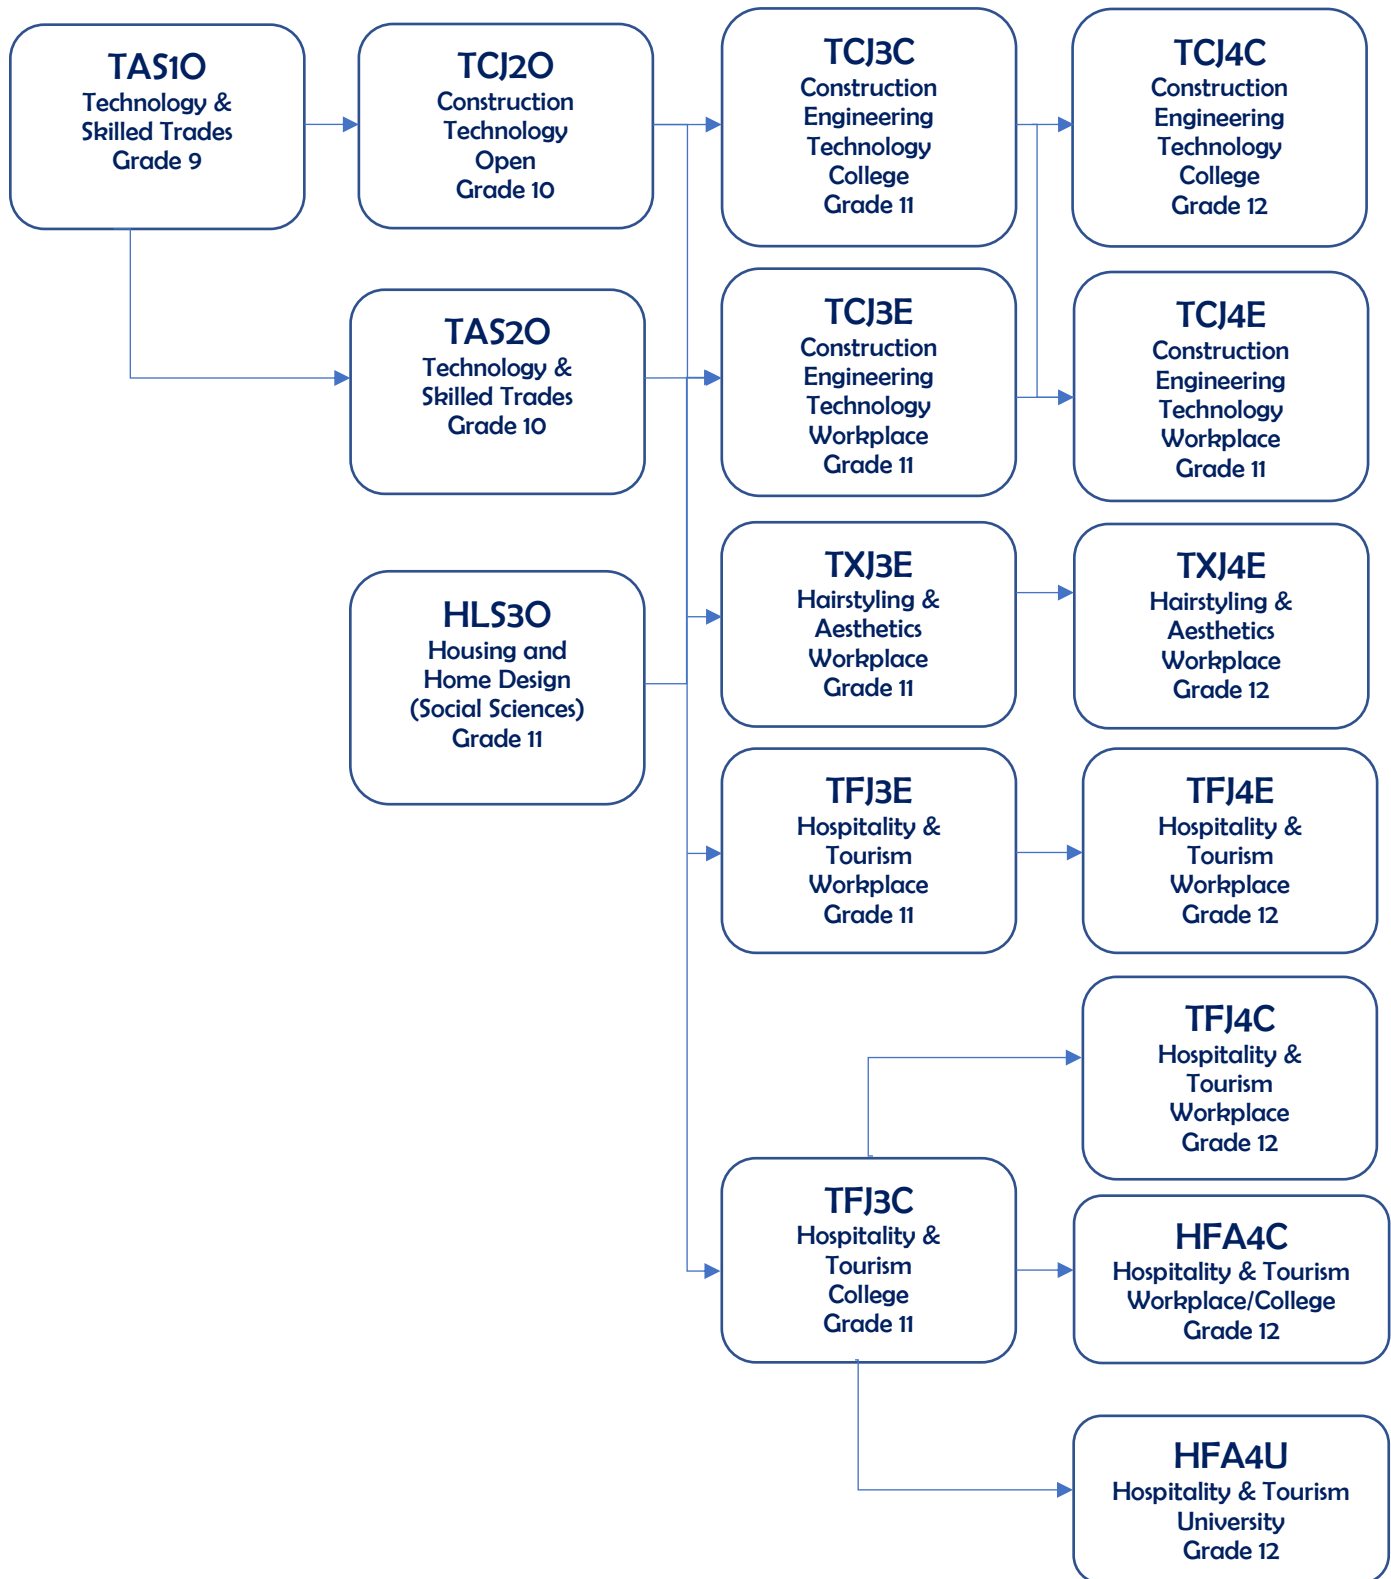 TAS1O
Technology &
Skilled Trades
Grade 9
TCJ2O
Construction
Technology
Open
Grade 10
TCJ3C
Construction
Engineering
Technology
College
Grade 11
TCJ4C
Construction
Engineering
Technology
College
Grade 12
TAS2O
Technology &
Skilled Trades
Grade 10
TCJ3E
Construction
Engineering
Technology
Workplace
Grade 11
TCJ4E
Construction
Engineering
Technology
Workplace
Grade 11
HLS3O
Housing and
Home Design
(Social Sciences)
Grade 11
TXJ3E
Hairstyling &
Aesthetics
Workplace
Grade 11
TXJ4E
Hairstyling &
Aesthetics
Workplace
Grade 12
TFJ3E
Hospitality &
Tourism
Workplace
Grade 11
TFJ4E
Hospitality &
Tourism
Workplace
Grade 12
TFJ4C
Hospitality &
Tourism
Workplace
Grade 12
TFJ3C
Hospitality &
Tourism
College
Grade 11
HFA4C
Hospitality & Tourism
Workplace/College
Grade 12
HFA4U
Hospitality & Tourism
University
Grade 12